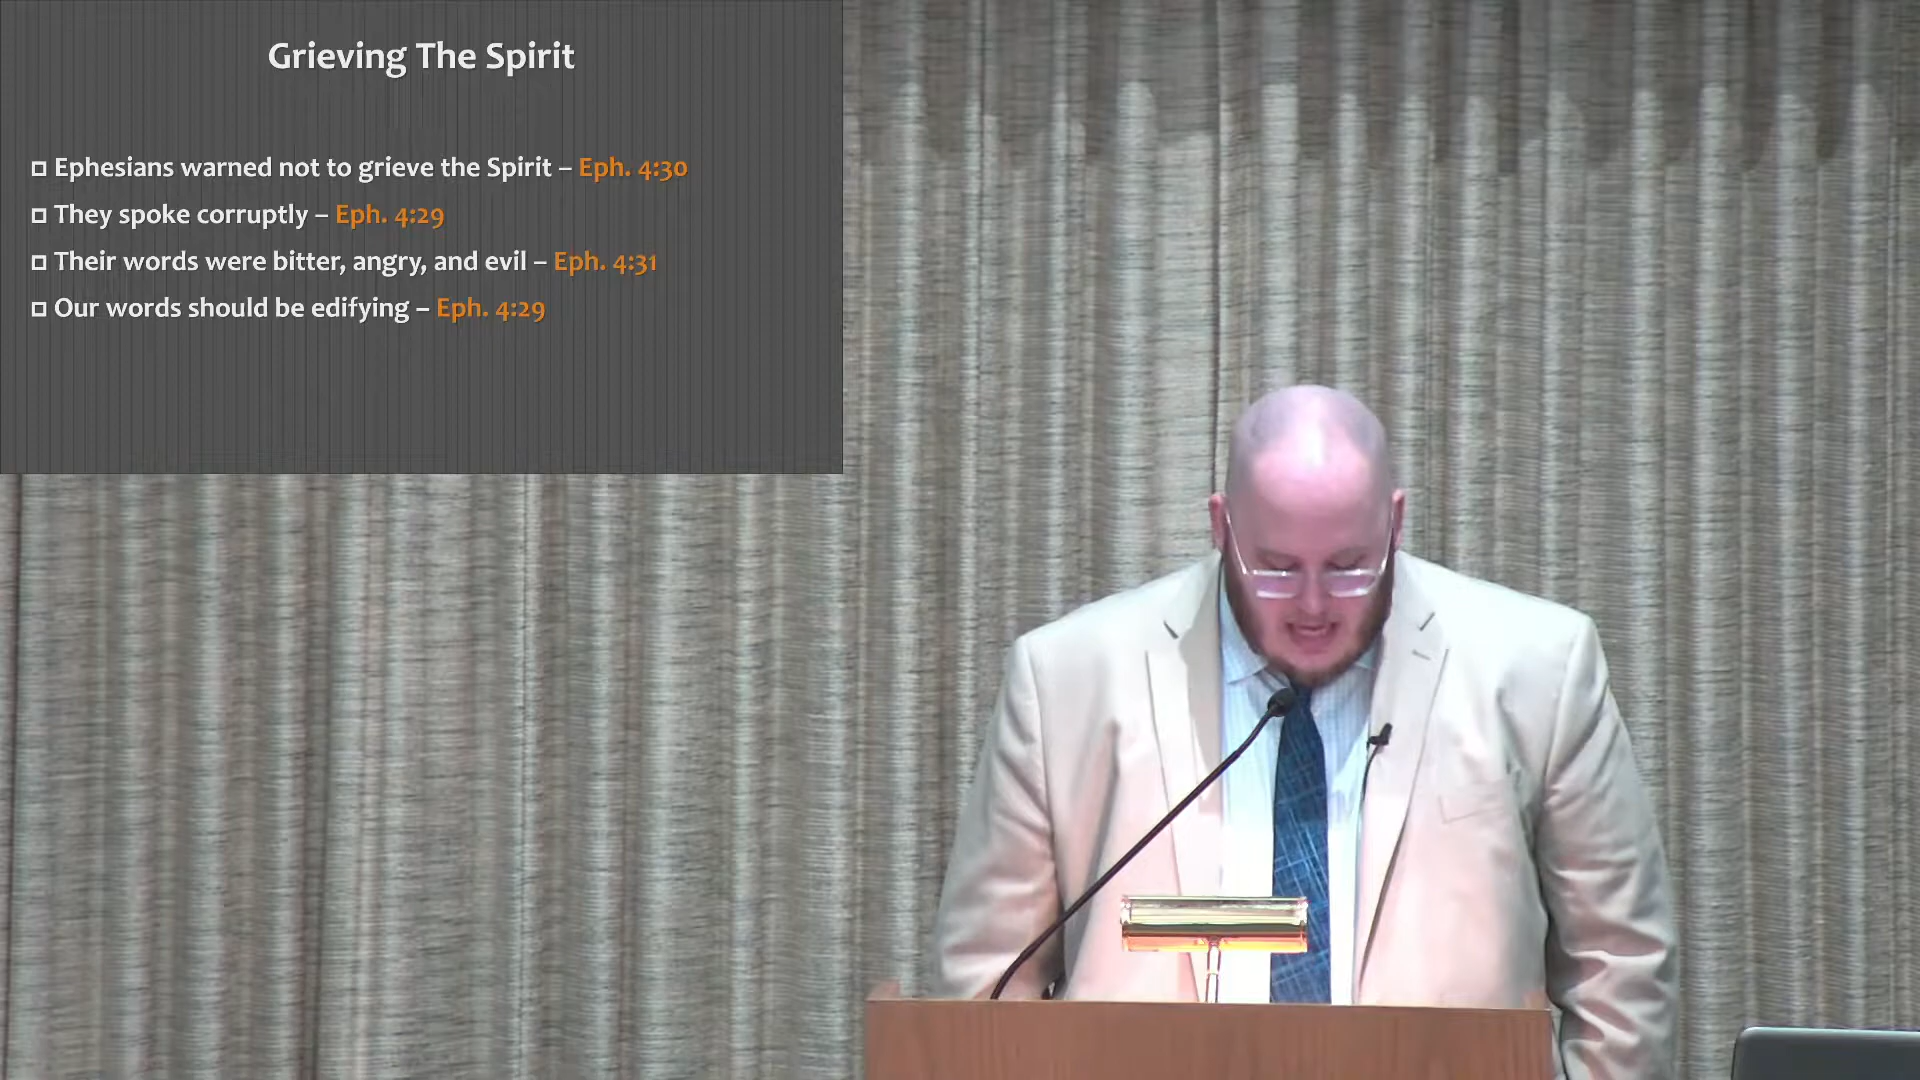 Grieving The Spirit
Ephesians warned not to grieve the Spirit – Eph. 4:30
They spoke corruptly – Eph. 4:29
Their words were bitter, angry, and evil – Eph. 4:31
Our words should be edifying – Eph. 4:29